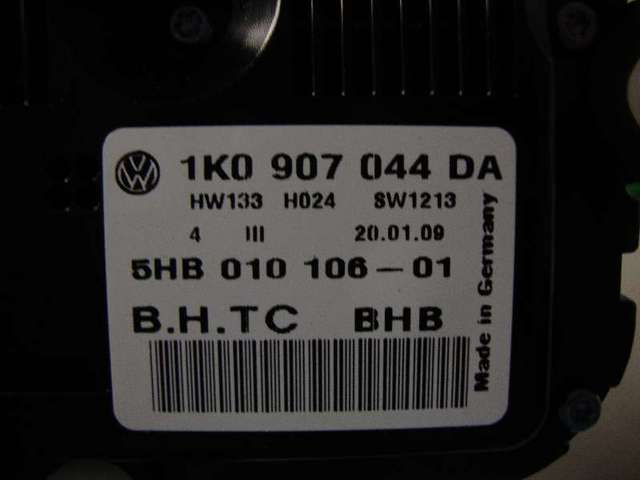 1K0 907 044 DA
HW133 H024 SW1213
4 III 20.01.09
5HB 010 106-01
B.H.TC BHB
Made in Germany